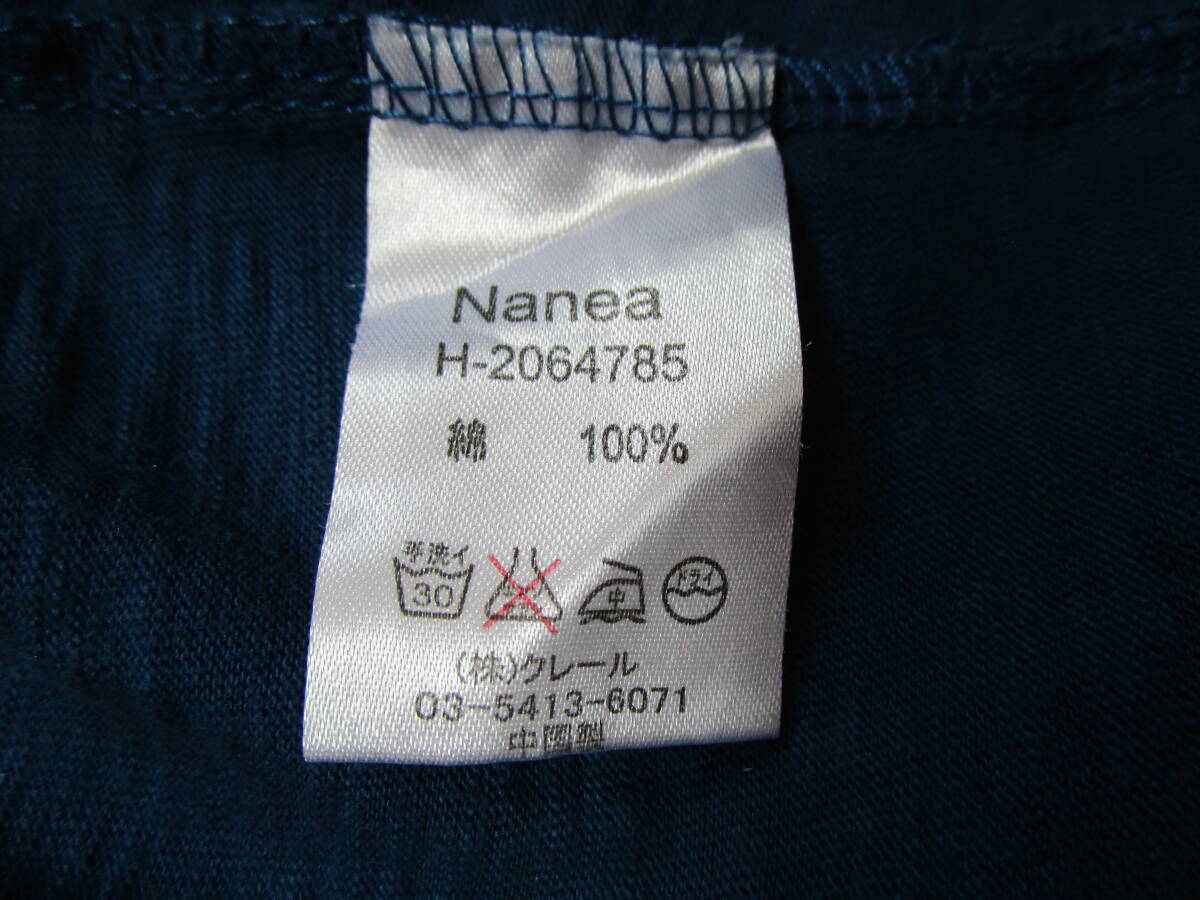 Nanea
H-2064785
綿 100%
手洗イ
30 中 ドライ
(株)クレール
03-5413-6071
中国製